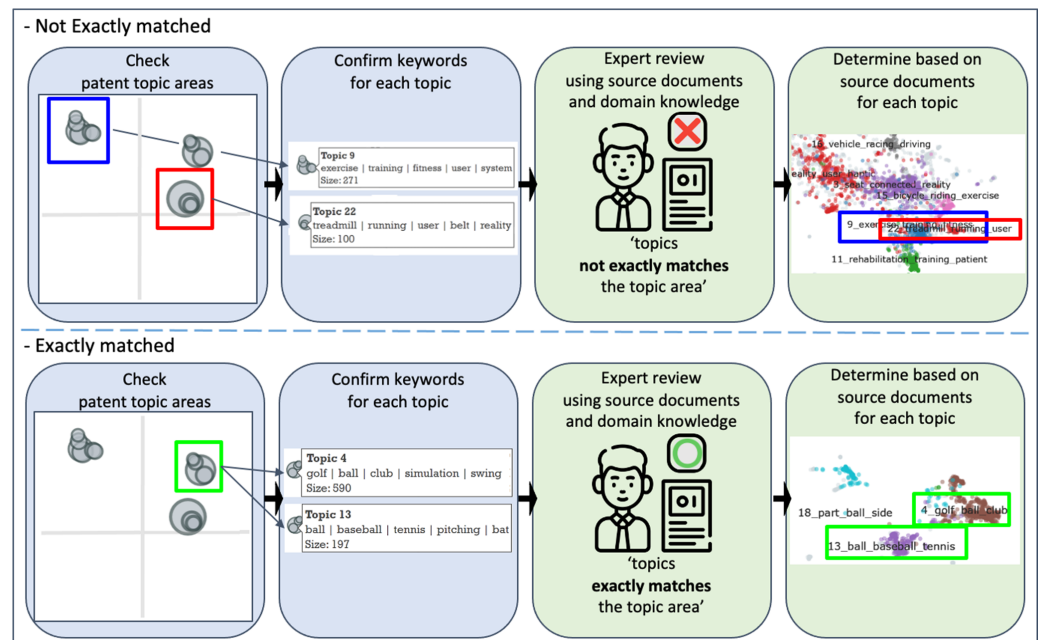 - Not Exactly matched
Check
patent topic areas
Confirm keywords
for each topic
Topic 9
exercise | training | fitness | user | system
Size: 271
Topic 22
treadmill | running | user | belt | reality
Size: 100
Expert review
using source documents
and domain knowledge
‘topics
not exactly matches
the topic area’
Determine based on
source documents
for each topic
16_vehicle_racing_driving
eality_user_haptic
3_seat_connected_reality
15_bicycle_riding_exercise
9_exercise_training_fitness
22_treadmill_running_user
11_rehabilitation_training_patient
- Exactly matched
Check
patent topic areas
Confirm keywords
for each topic
Topic 4
golf | ball | club | simulation | swing
Size: 590
Topic 13
ball | baseball | tennis | pitching | bat
Size: 197
Expert review
using source documents
and domain knowledge
‘topics
exactly matches
the topic area’
Determine based on
source documents
for each topic
18_part_ball_side
4_golf_ball_club
13_ball_baseball_tennis